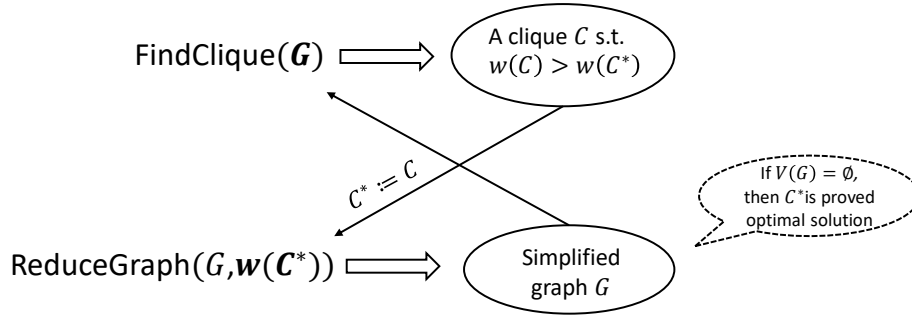 FindClique(G)
A clique C s.t.
w(C) > w(C*)
C* := C
If V(G) = ∅,
then C*is proved
optimal solution
ReduceGraph(G,w(C*))
Simplified
graph G